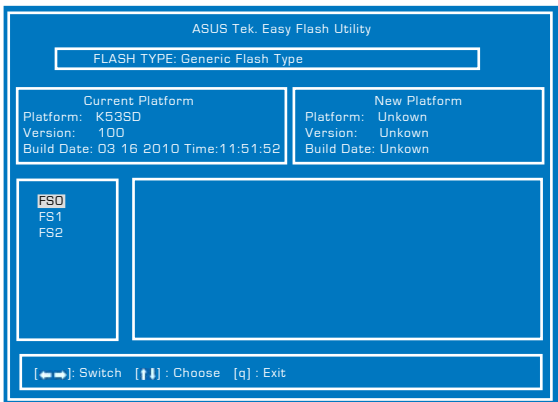 ASUS Tek. Easy Flash Utility
FLASH TYPE: Generic Flash Type
Current Platform
Platform: K53SD
Version: 100
Build Date: 03 16 2010 Time:11:51:52
New Platform
Platform: Unkown
Version: Unkown
Build Date: Unkown
FS0
FS1
FS2
[←→]: Switch [↑↓] : Choose [q] : Exit